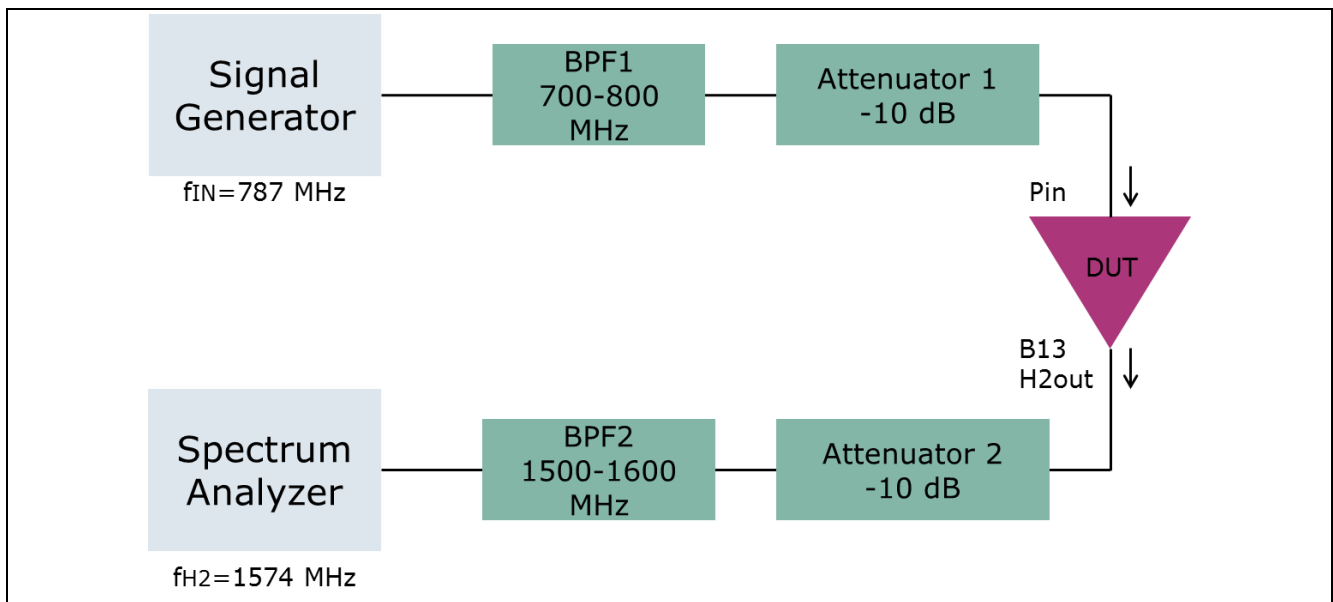 Signal
Generator
fIN=787 MHz
BPF1
700-800
MHz
Attenuator 1
-10 dB
Pin
DUT
B13
H2out
Spectrum
Analyzer
fH2=1574 MHz
BPF2
1500-1600
MHz
Attenuator 2
-10 dB